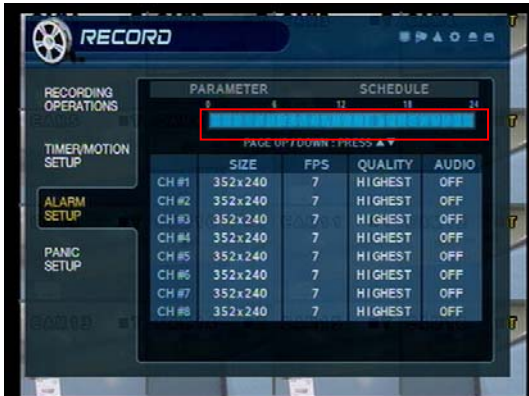 RECORD
RECORDING
OPERATIONS
TIMER/MOTION
SETUP
ALARM
SETUP
PANIC
SETUP
PARAMETER SCHEDULE
0 6 12 18 24
PAGE UP/DOWN : PRESS ▲▼
SIZE FPS QUALITY AUDIO
CH #1 352x240 7 HIGHEST OFF
CH #2 352x240 7 HIGHEST OFF
CH #3 352x240 7 HIGHEST OFF
CH #4 352x240 7 HIGHEST OFF
CH #5 352x240 7 HIGHEST OFF
CH #6 352x240 7 HIGHEST OFF
CH #7 352x240 7 HIGHEST OFF
CH #8 352x240 7 HIGHEST OFF